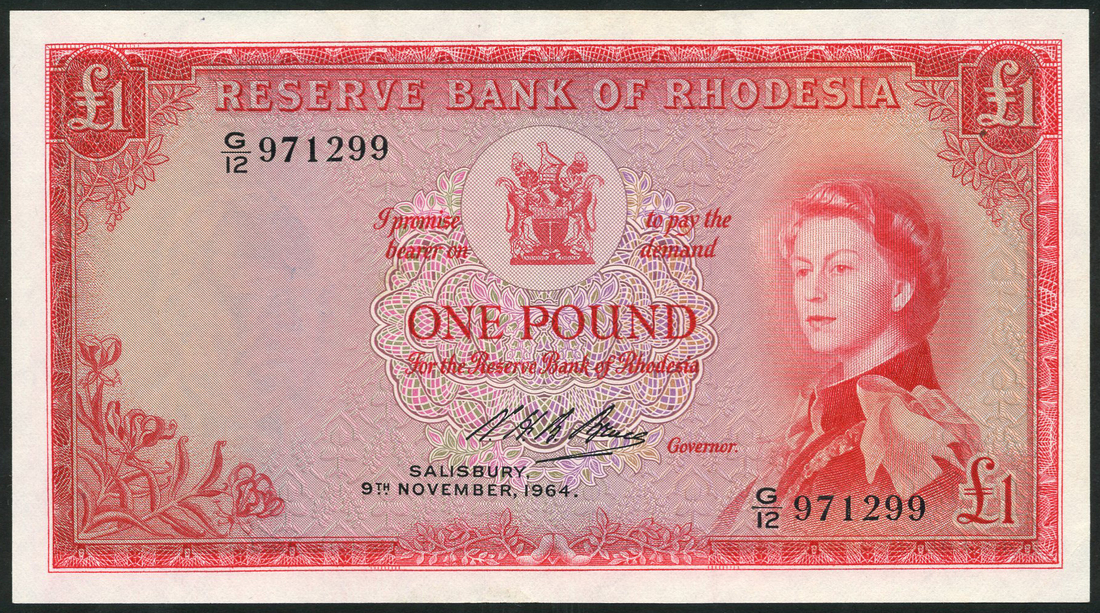 £1 RESERVE BANK OF RHODESIA £1
G/12 971299
I promise to pay the
bearer on demand
ONE POUND
For the Reserve Bank of Rhodesia
Governor.
SALISBURY
9TH NOVEMBER, 1964.
G/12 971299 £1